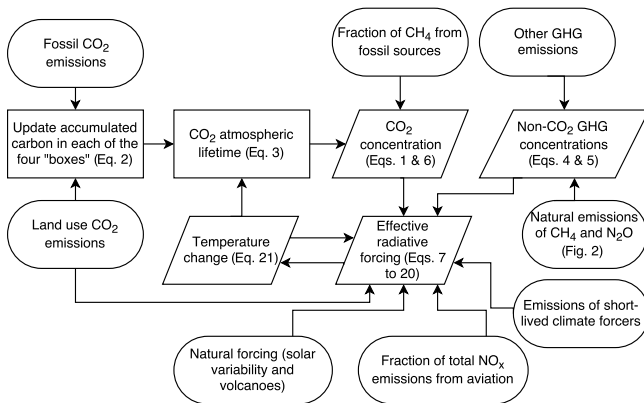 Fossil CO2
emissions
Fraction of CH4 from
fossil sources
Other GHG
emissions
Update accumulated
carbon in each of the
four "boxes" (Eq. 2)
CO2 atmospheric
lifetime (Eq. 3)
CO2
concentration
(Eqs. 1 & 6)
Non-CO2 GHG
concentrations
(Eqs. 4 & 5)
Land use CO2
emissions
Temperature
change (Eq. 21)
Effective
radiative
forcing (Eqs. 7
to 20)
Natural emissions
of CH4 and N2O
(Fig. 2)
Emissions of short-
lived climate forcers
Natural forcing (solar
variability and
volcanoes)
Fraction of total NOx
emissions from aviation